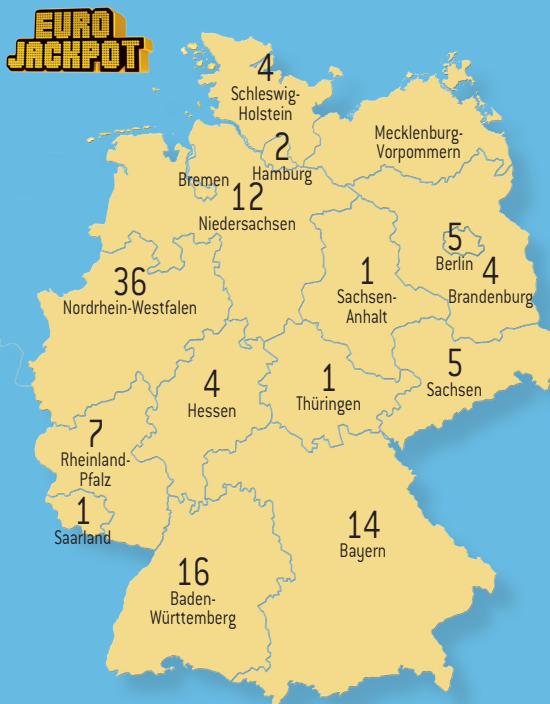 EURO
JACKPOT
4
Schleswig-
Holstein
Mecklenburg-
Vorpommern
2
Hamburg
Bremen
12
Niedersachsen
5
Berlin
4
Brandenburg
36
Nordrhein-Westfalen
1
Sachsen-
Anhalt
5
Sachsen
4
Hessen
1
Thüringen
7
Rheinland-
Pfalz
1
Saarland
14
Bayern
16
Baden-
Württemberg